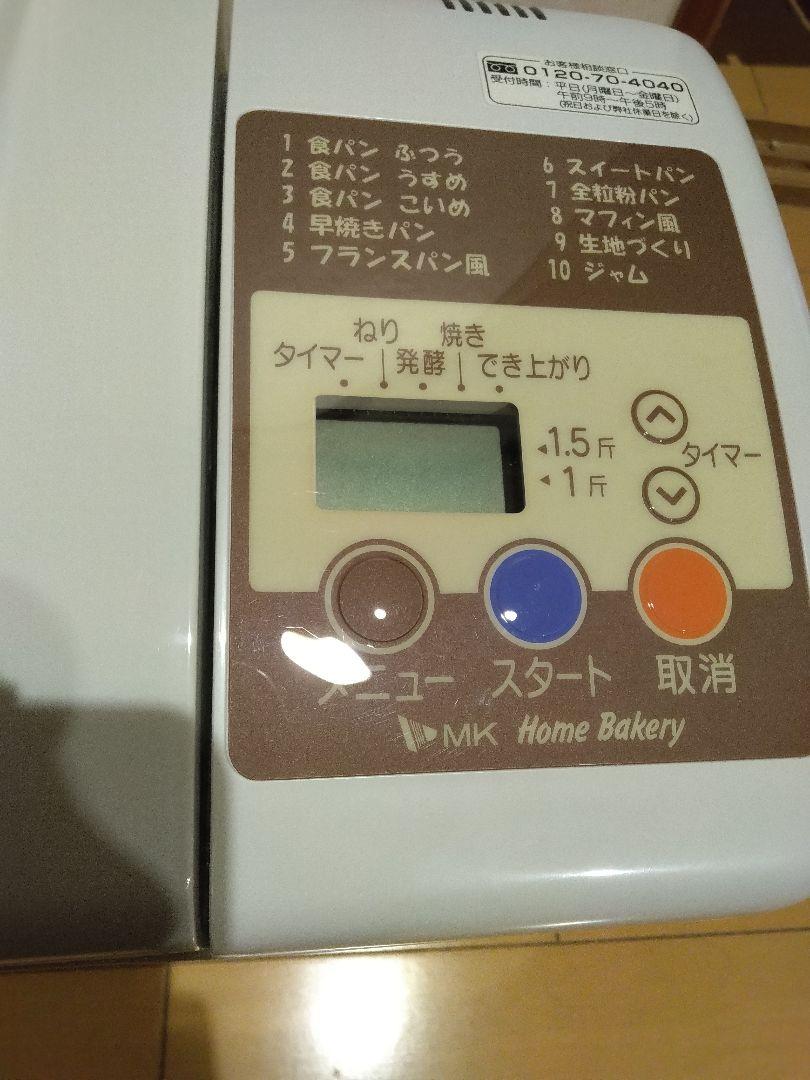 お客様相談窓口
0120-70-4040
受付時間：平日(月曜日～金曜日)
午前9時～午後5時
(祝日および弊社休業日を除く)
1 食パン ふつう
2 食パン うすめ
3 食パン こいめ
4 早焼きパン
5 フランスパン風
6 スイートパン
7 全粒粉パン
8 マフィン風
9 生地づくり
10 ジャム
ねり 焼き
タイマー 発酵 でき上がり
1.5斤
1斤
タイマー
メニュー スタート 取消
MK Home Bakery